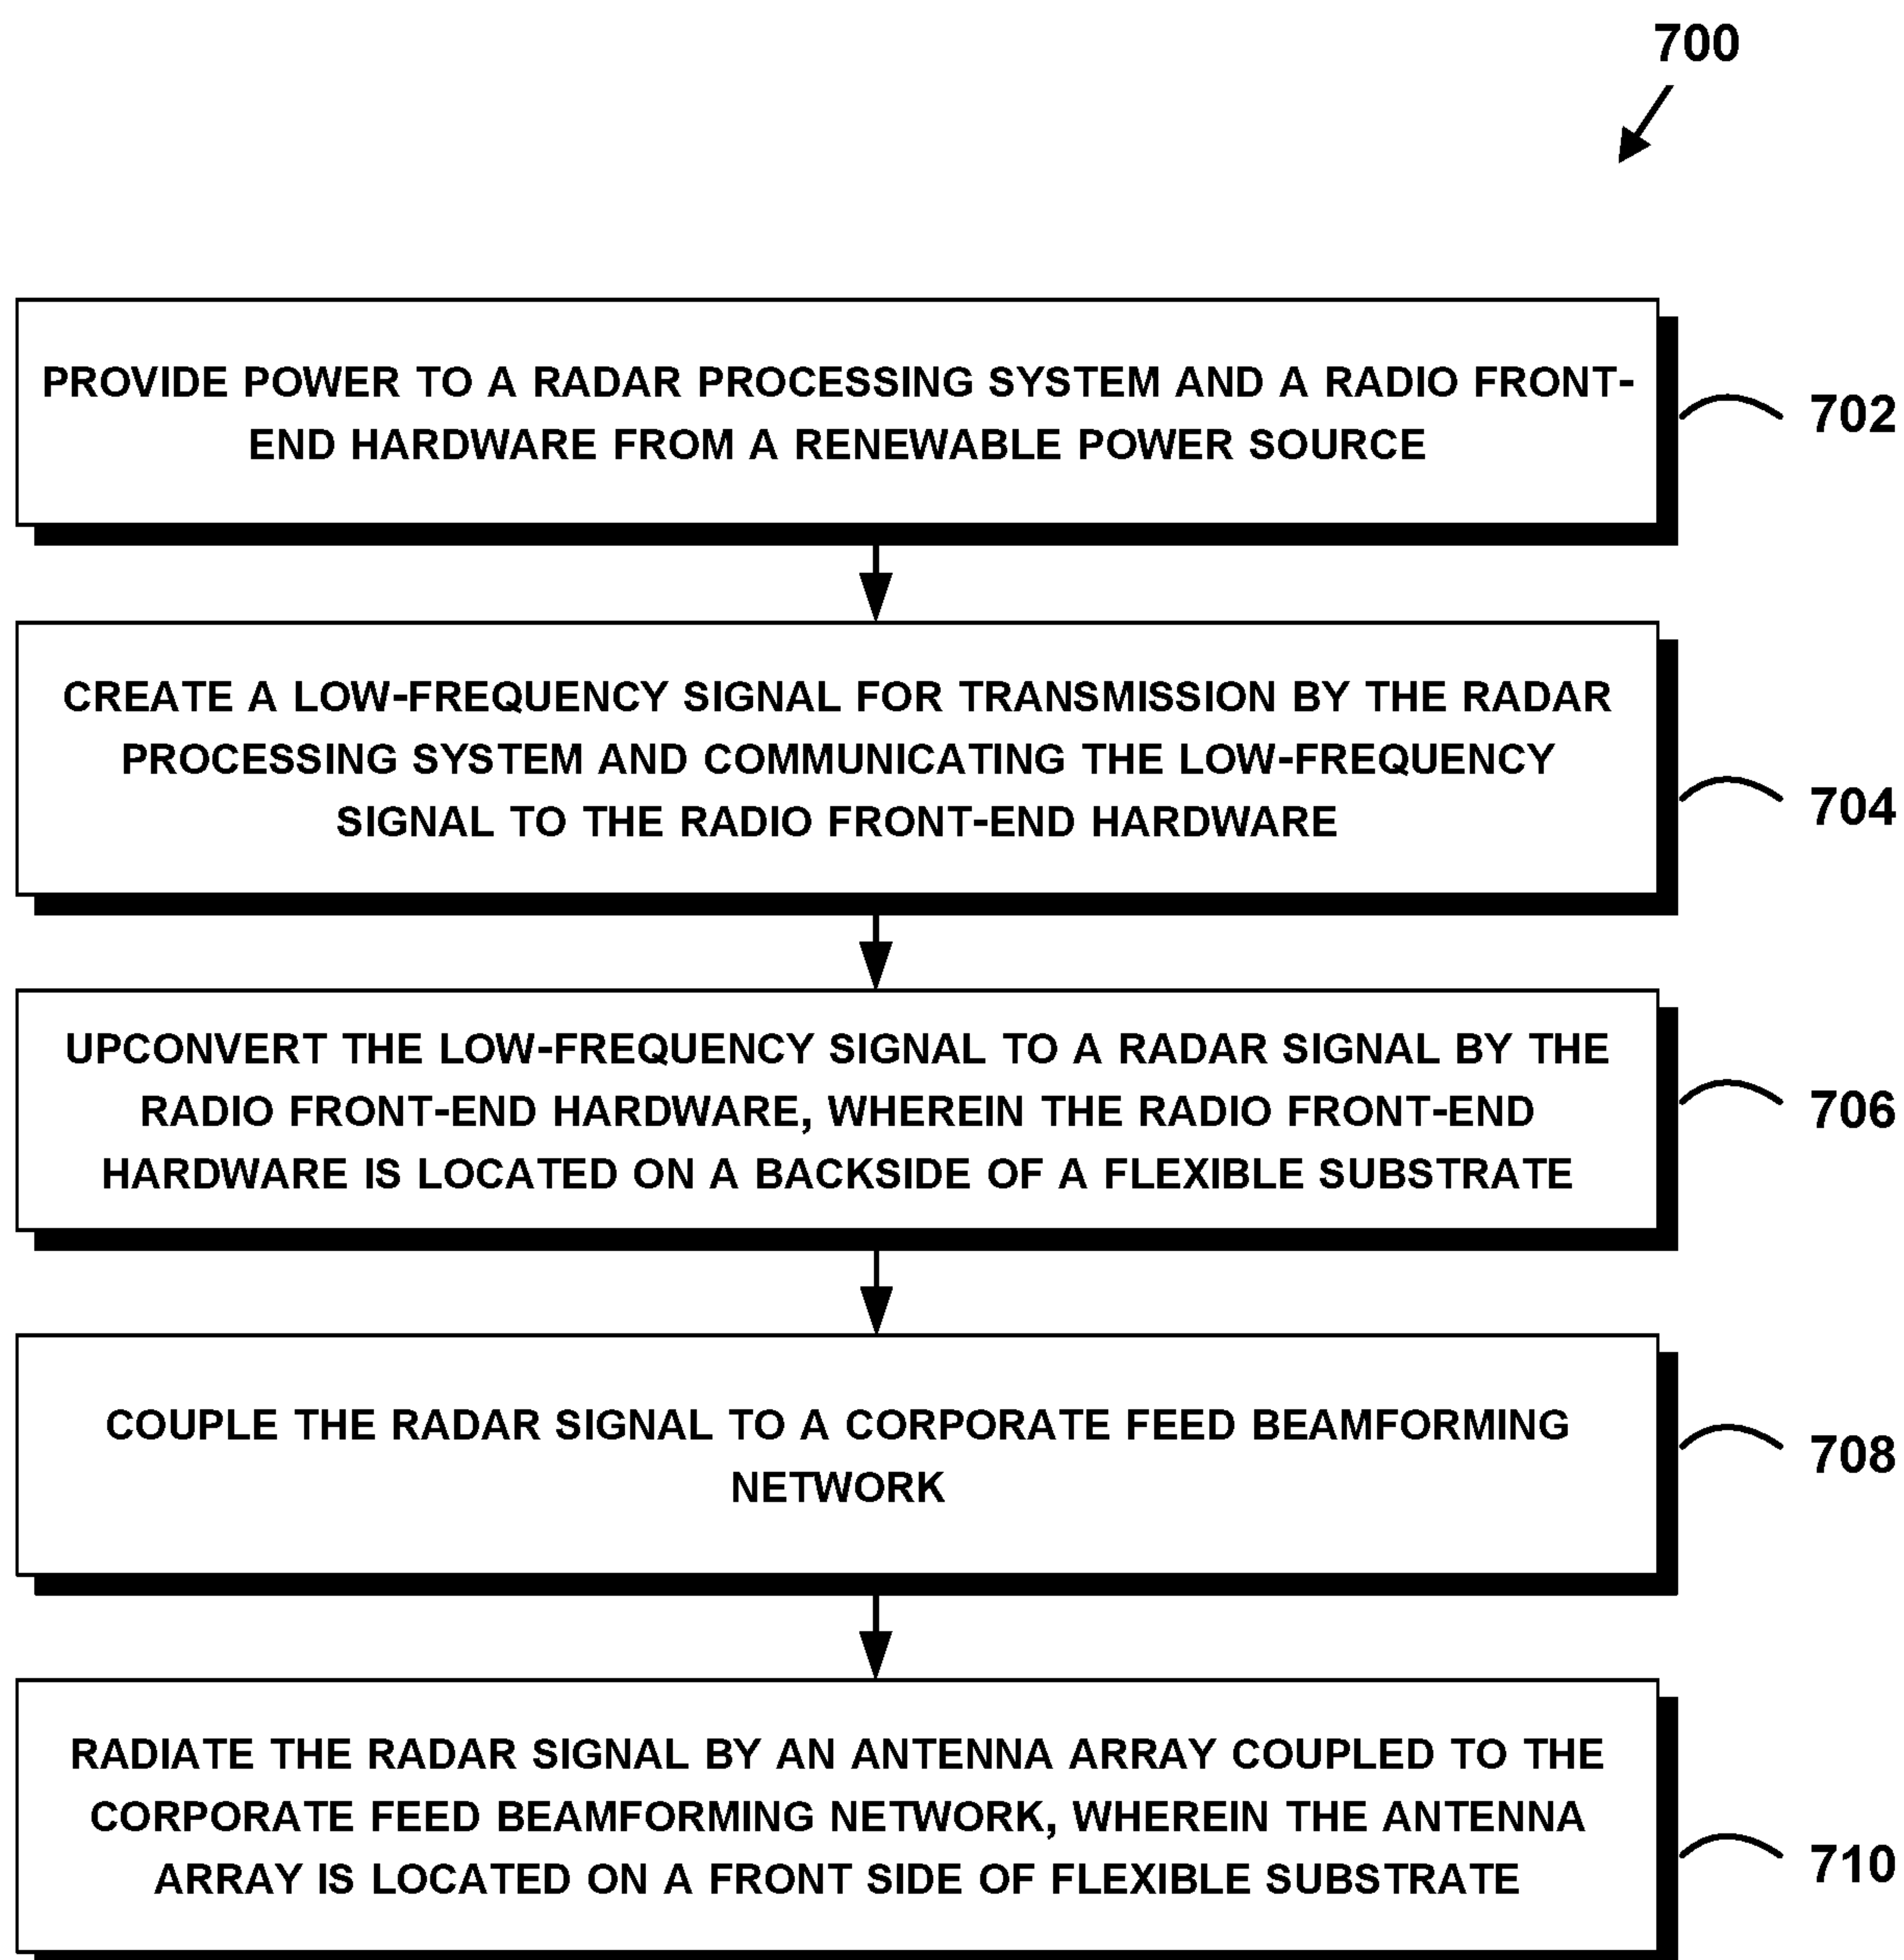 700
PROVIDE POWER TO A RADAR PROCESSING SYSTEM AND A RADIO FRONT-
END HARDWARE FROM A RENEWABLE POWER SOURCE
702
CREATE A LOW-FREQUENCY SIGNAL FOR TRANSMISSION BY THE RADAR
PROCESSING SYSTEM AND COMMUNICATING THE LOW-FREQUENCY
SIGNAL TO THE RADIO FRONT-END HARDWARE
704
UPCONVERT THE LOW-FREQUENCY SIGNAL TO A RADAR SIGNAL BY THE
RADIO FRONT-END HARDWARE, WHEREIN THE RADIO FRONT-END
HARDWARE IS LOCATED ON A BACKSIDE OF A FLEXIBLE SUBSTRATE
706
COUPLE THE RADAR SIGNAL TO A CORPORATE FEED BEAMFORMING
NETWORK
708
RADIATE THE RADAR SIGNAL BY AN ANTENNA ARRAY COUPLED TO THE
CORPORATE FEED BEAMFORMING NETWORK, WHEREIN THE ANTENNA
ARRAY IS LOCATED ON A FRONT SIDE OF FLEXIBLE SUBSTRATE
710